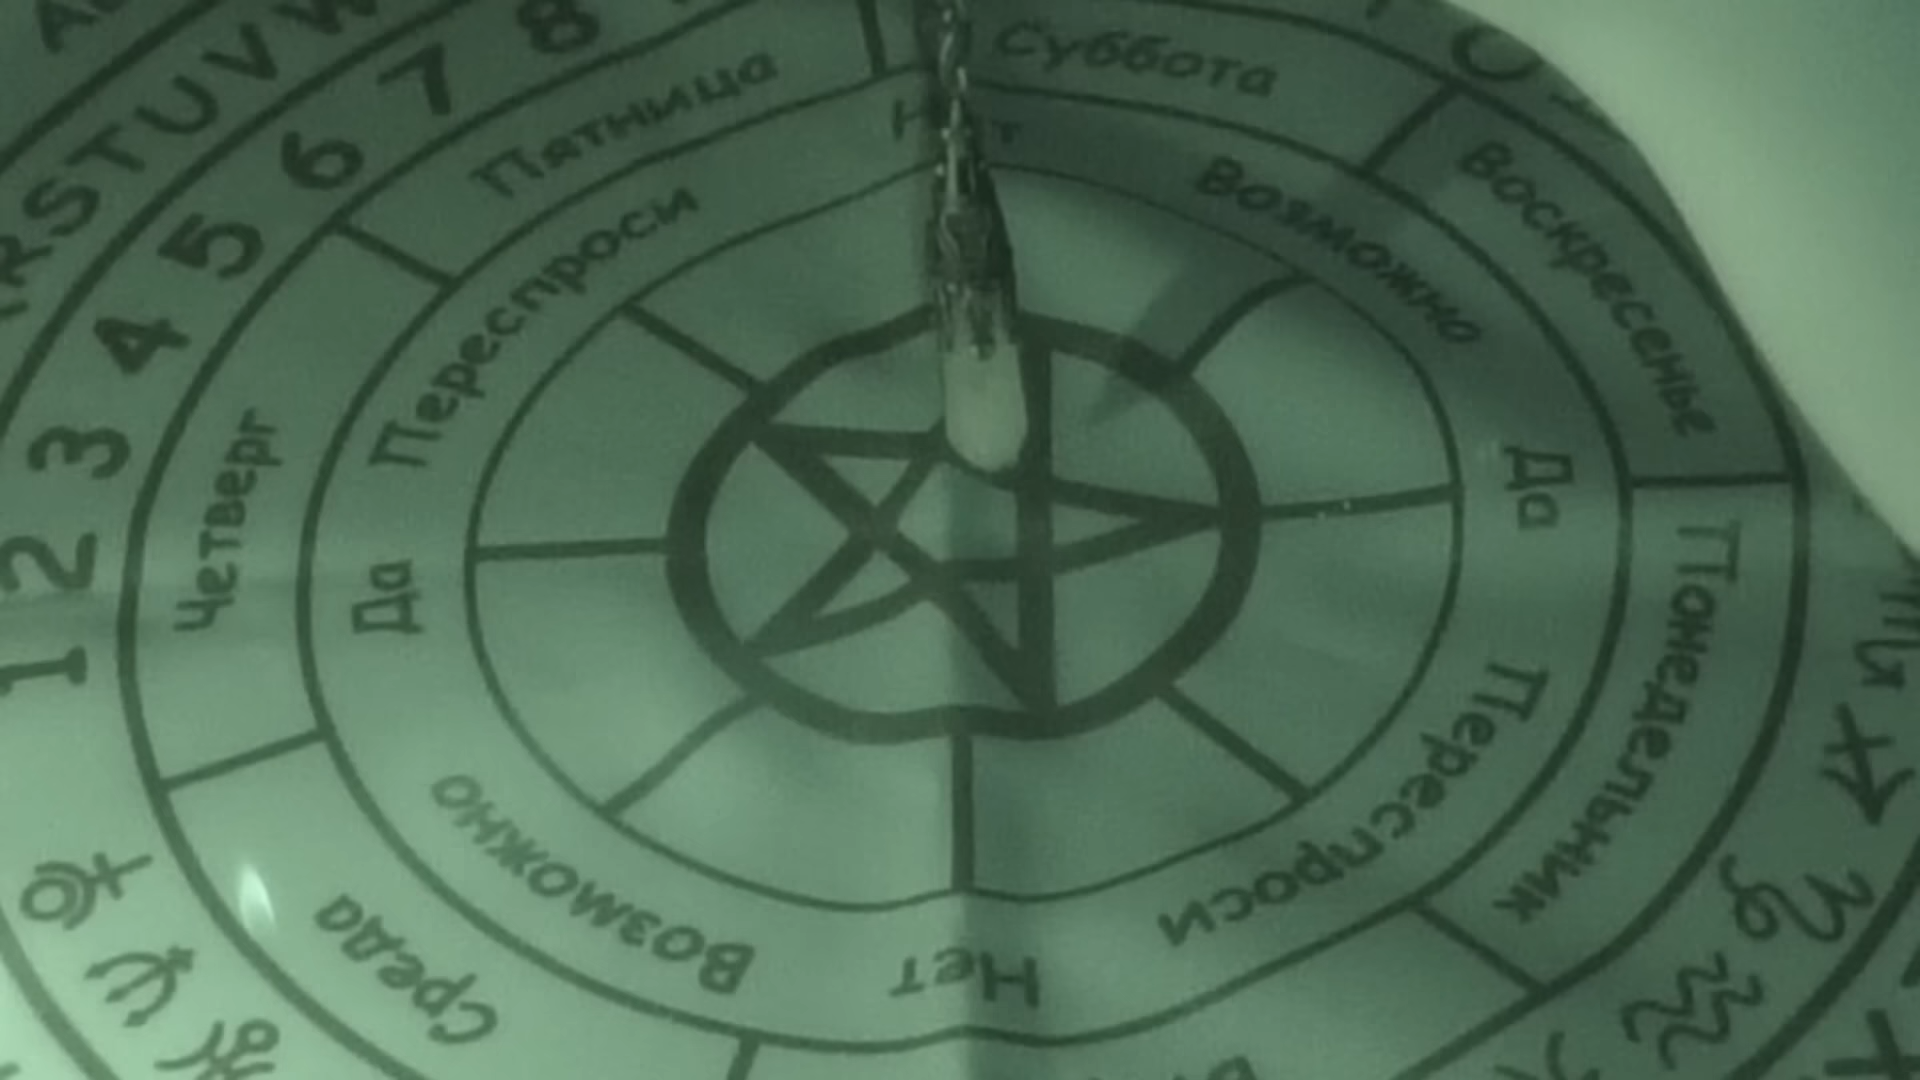 RSTUVW
1 2 3 4 5 6 7 8
Пятница
Суббота
Воскресенье
Понедельник
Среда
Четверг
Переспроси
Возможно
Да
Переспроси
Нет
Возможно
Да